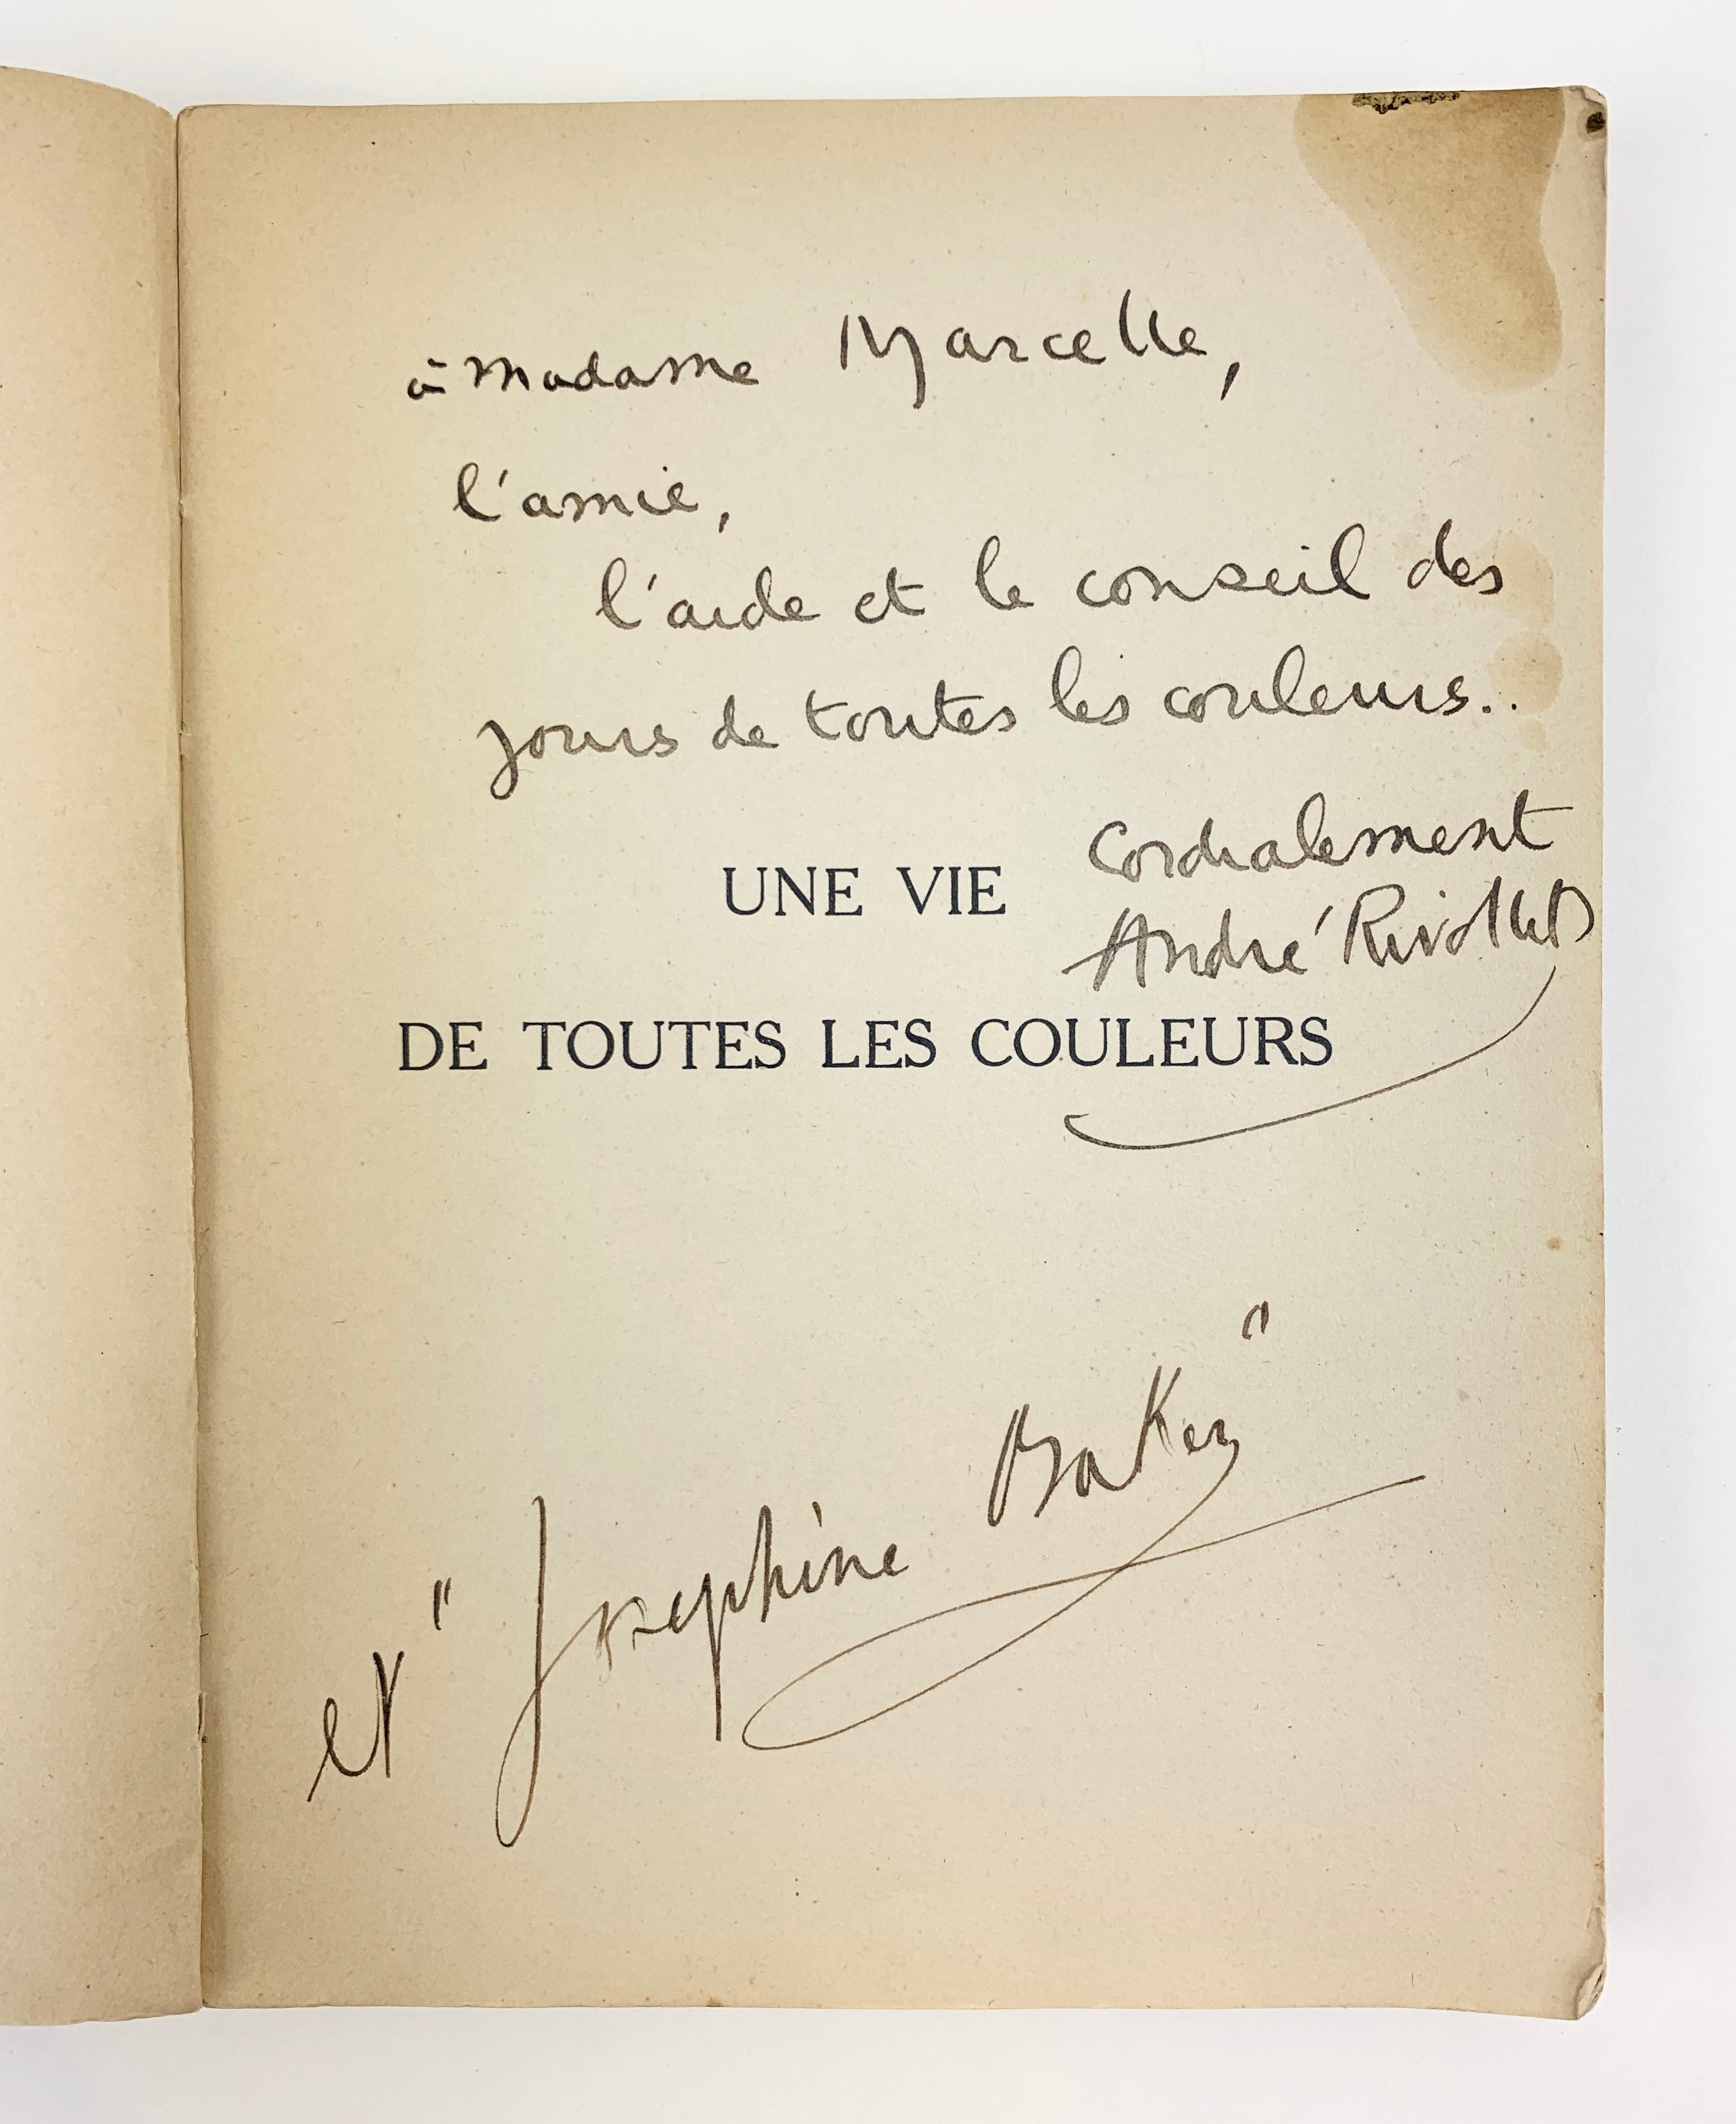 à Madame Marcelle,
l'amie,
l'aide et le conseil des
jours de toutes les couleurs..
Cordialement
André Rivollet
UNE VIE
DE TOUTES LES COULEURS
et "Josephine Baker"